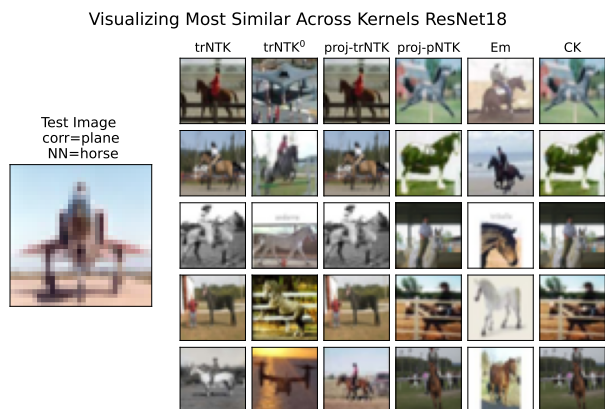 Visualizing Most Similar Across Kernels ResNet18
trNTK trNTK⁰ proj-trNTK proj-pNTK Em CK
Test Image
corr=plane
NN=horse